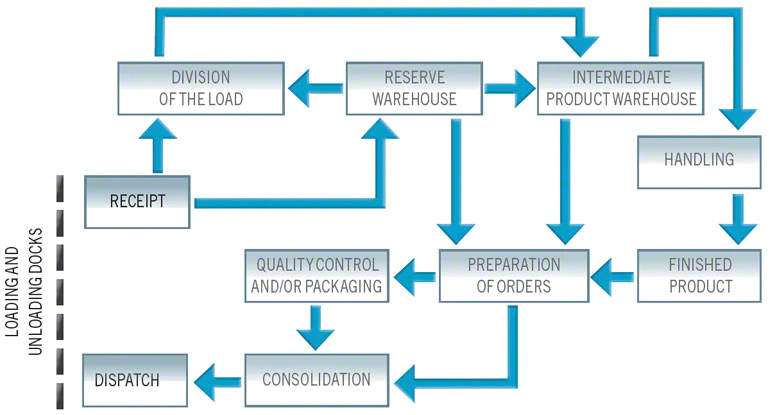 DIVISION
OF THE LOAD
RESERVE
WAREHOUSE
INTERMEDIATE
PRODUCT WAREHOUSE
HANDLING
RECEIPT
LOADING AND
UNLOADING DOCKS
QUALITY CONTROL
AND/OR PACKAGING
PREPARATION
OF ORDERS
FINISHED
PRODUCT
DISPATCH
CONSOLIDATION